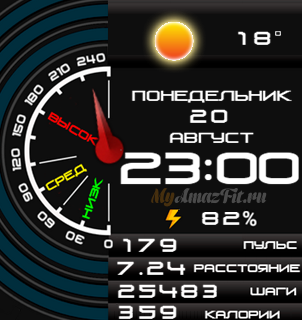 240
210
180
150
120
90
60
30
0
ВЫСОК
СРЕД
НИЖН
18°
ПОНЕДЕЛЬНИК
20
АВГУСТ
23:00
MyAmazFit.ru
82%
179 ПУЛЬС
7.24 РАССТОЯНИЕ
25483 ШАГИ
359 КАЛОРИИ